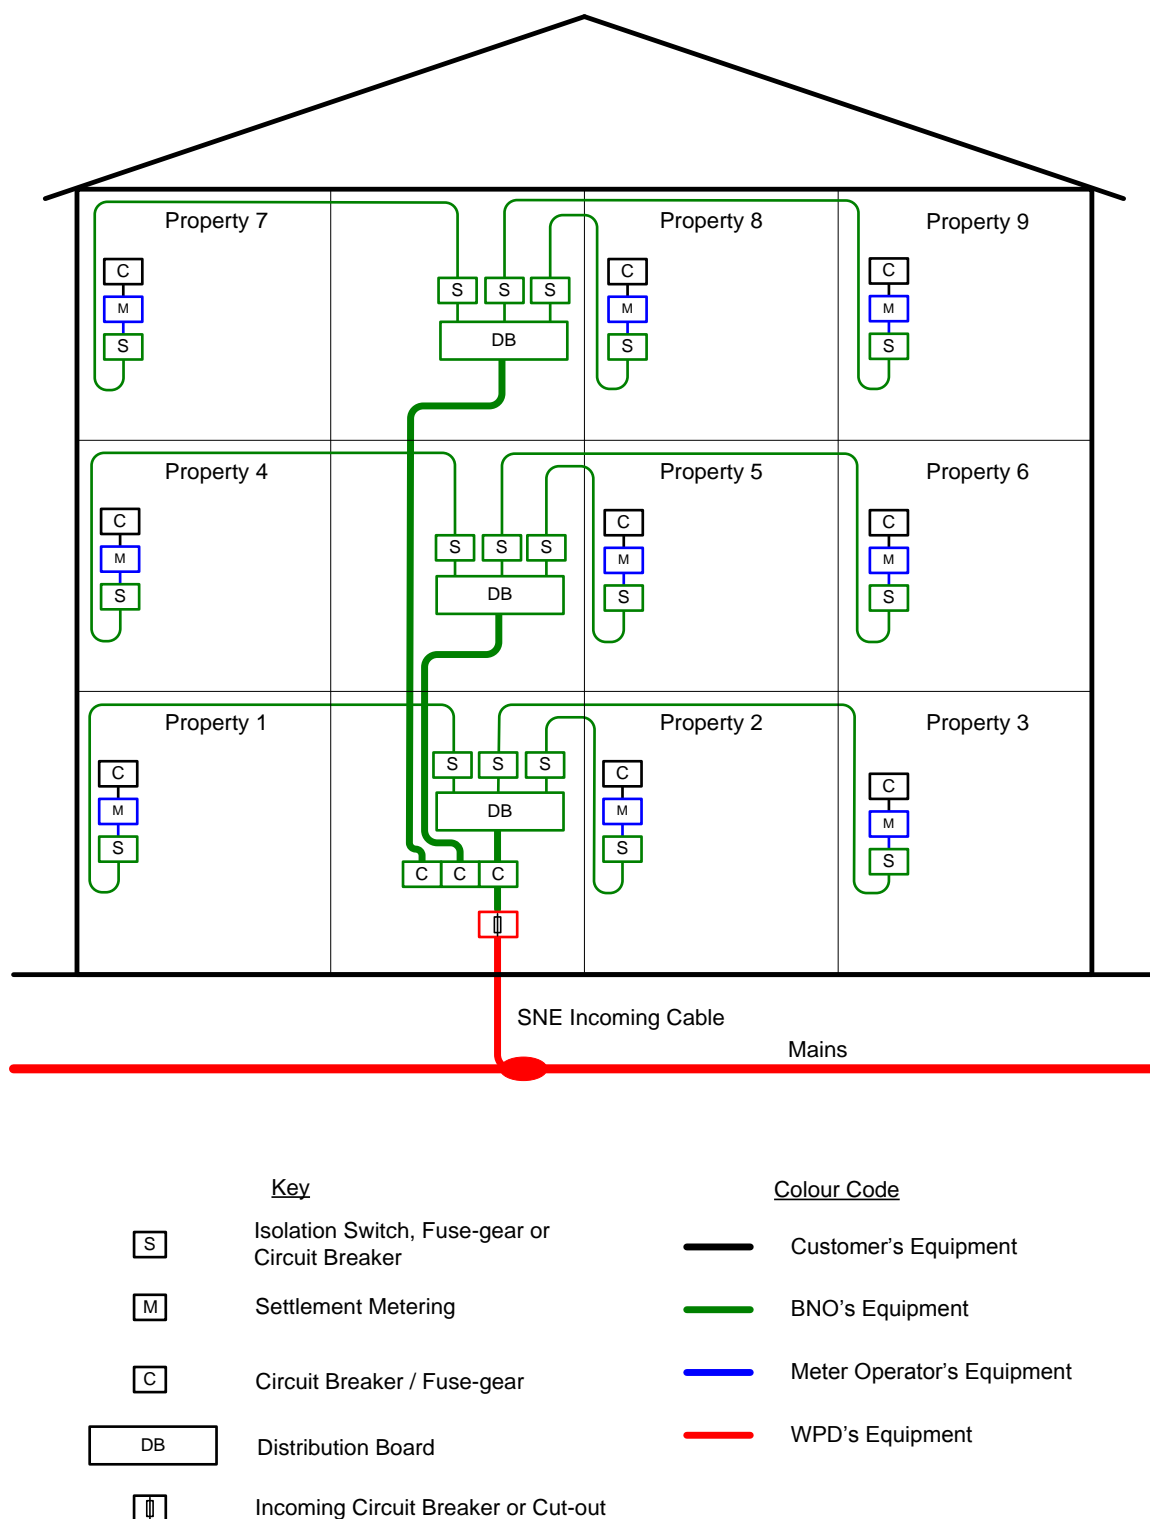 Property 7
Property 8
Property 9
C
C
C
S
S
S
M
M
M
DB
S
S
S
Property 4
Property 5
Property 6
C
C
C
S
S
S
M
M
M
DB
S
S
S
Property 1
Property 2
Property 3
C
S
S
S
C
C
M
DB
M
M
S
S
S
C
C
C
SNE Incoming Cable
Mains
Key
S
Isolation Switch, Fuse-gear or
Circuit Breaker
M
Settlement Metering
C
Circuit Breaker / Fuse-gear
DB
Distribution Board
Incoming Circuit Breaker or Cut-out
Colour Code
Customer's Equipment
BNO's Equipment
Meter Operator's Equipment
WPD's Equipment